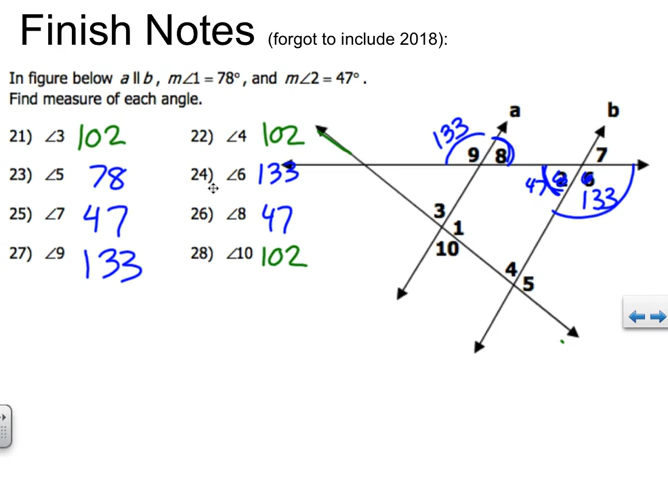 Finish Notes (forgot to include 2018):
In figure below a ll b, m∠1 = 78°, and m∠2 = 47°.
Find measure of each angle.
21) ∠3 102 22) ∠4 102
23) ∠5 78 24) ∠6 133
25) ∠7 47 26) ∠8 47
27) ∠9 133 28) ∠10 102
a b
133
9 8 7
47 2 6
133
3
1
10
4
5